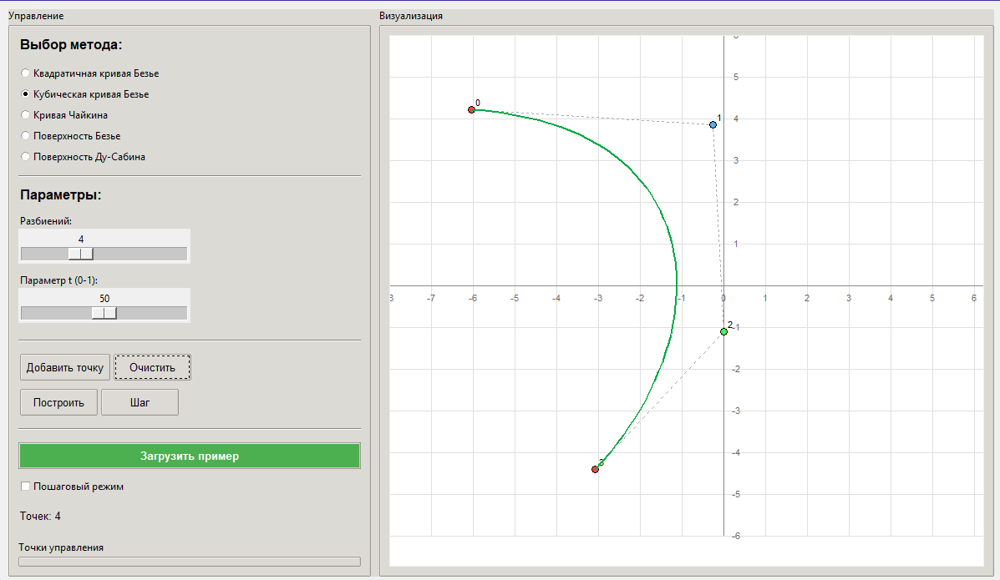 Управление
Выбор метода:
Квадратичная кривая Безье
Кубическая кривая Безье
Кривая Чайкина
Поверхность Безье
Поверхность Ду-Сабина
Параметры:
Разбиений:
4
Параметр t (0-1):
50
Добавить точку
Очистить
Построить
Шаг
Загрузить пример
Пошаговый режим
Точек: 4
Точки управления
Визуализация
6
5
0
1
4
3
2
1
3 -7 -6 -5 -4 -3 -2 -1 0 1 2 3 4 5 6
2
-1
-2
-3
-4
3
-5
-6